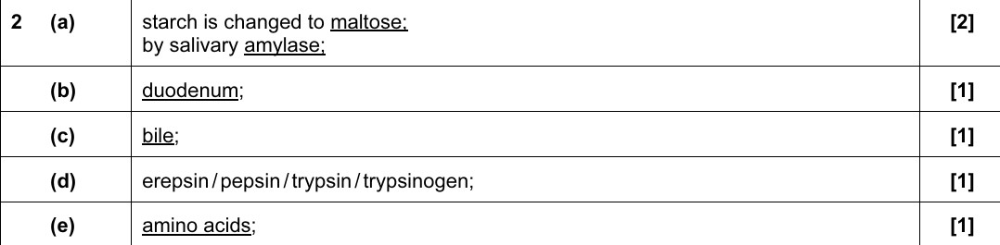 2 (a) starch is changed to maltose; [2]
by salivary amylase;
(b) duodenum; [1]
(c) bile; [1]
(d) erepsin / pepsin / trypsin / trypsinogen; [1]
(e) amino acids; [1]